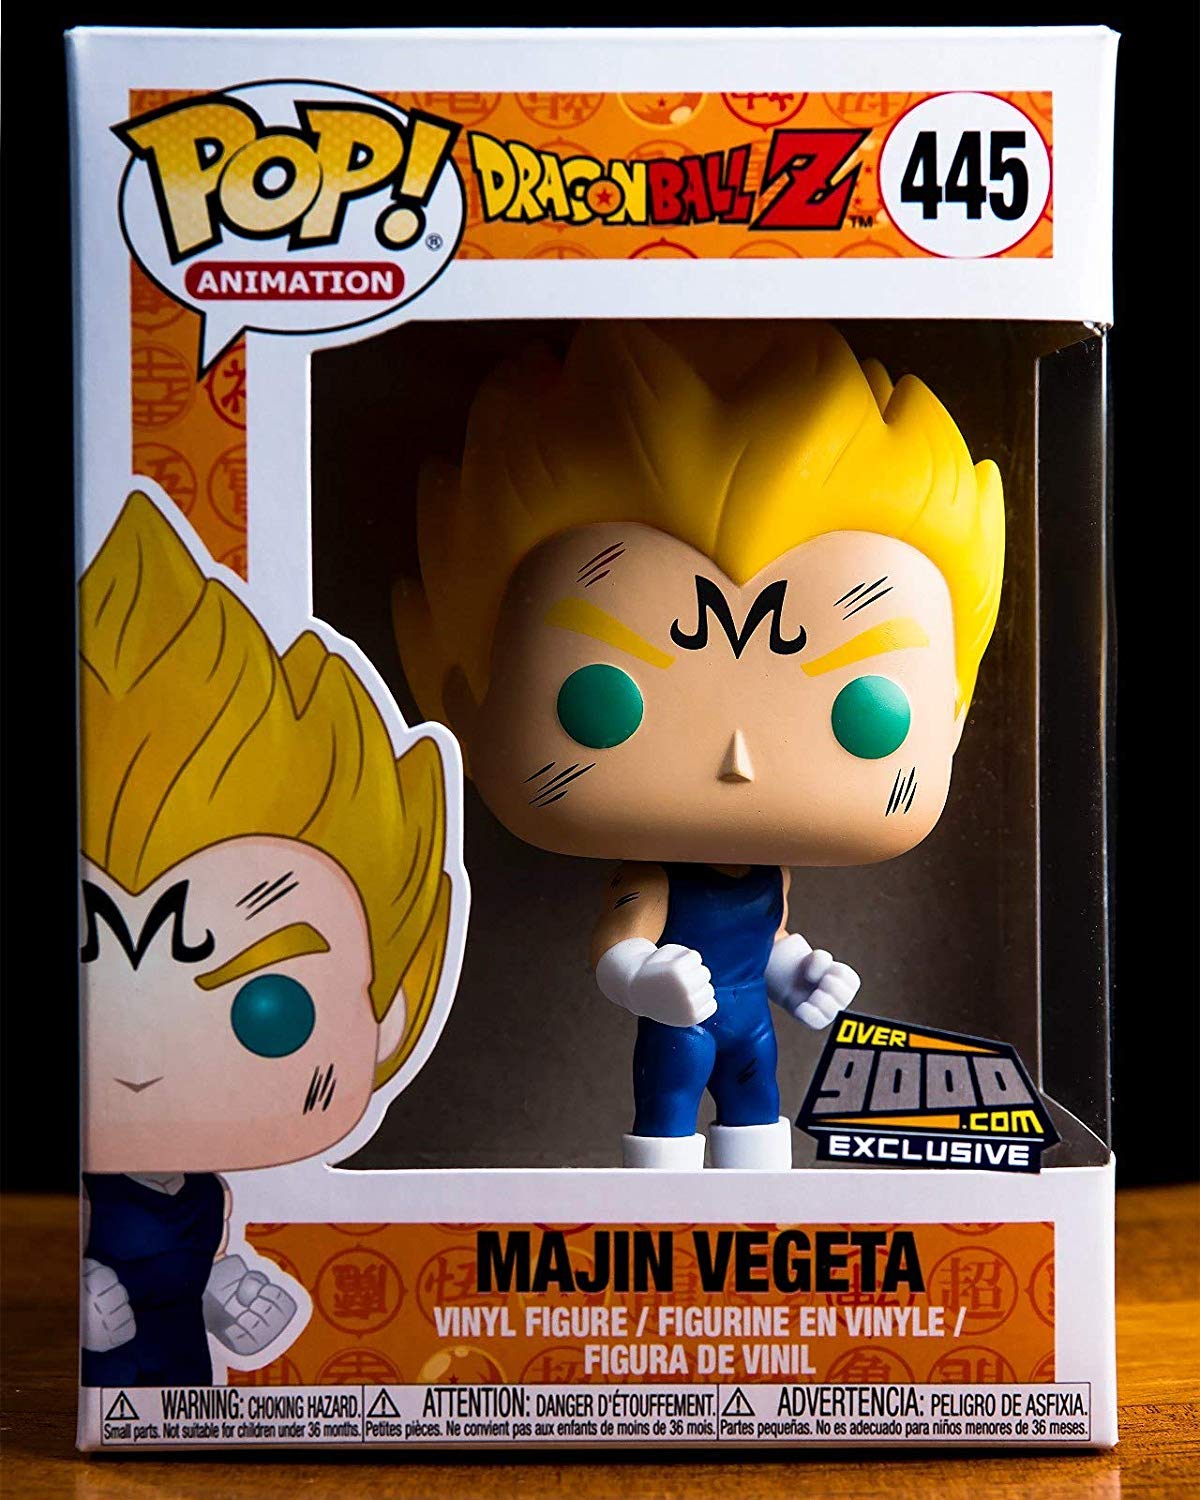 POP!®
ANIMATION
DRAGONBALL Z™
445
M
M
OVER
9000
.COM
EXCLUSIVE
MAJIN VEGETA
VINYL FIGURE / FIGURINE EN VINYLE /
FIGURA DE VINIL
WARNING: CHOKING HAZARD.
Small parts. Not suitable for children under 36 months.
ATTENTION: DANGER D'ÉTOUFFEMENT.
Petites pièces. Ne convient pas aux enfants de moins de 36 mois.
ADVERTENCIA: PELIGRO DE ASFIXIA.
Partes pequeñas. No es adecuado para niños menores de 36 meses.